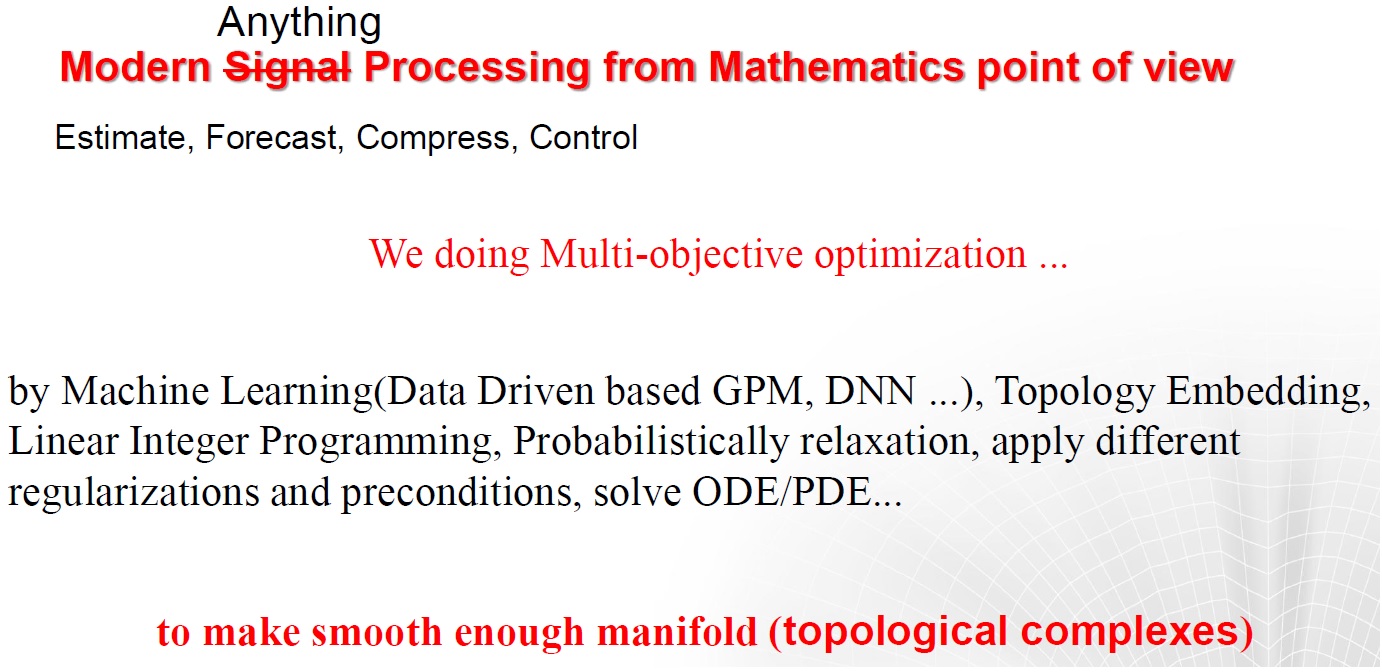 Anything
Modern Signal Processing from Mathematics point of view
Estimate, Forecast, Compress, Control
We doing Multi-objective optimization ...
by Machine Learning(Data Driven based GPM, DNN ...), Topology Embedding,
Linear Integer Programming, Probabilistically relaxation, apply different
regularizations and preconditions, solve ODE/PDE...
to make smooth enough manifold (topological complexes)